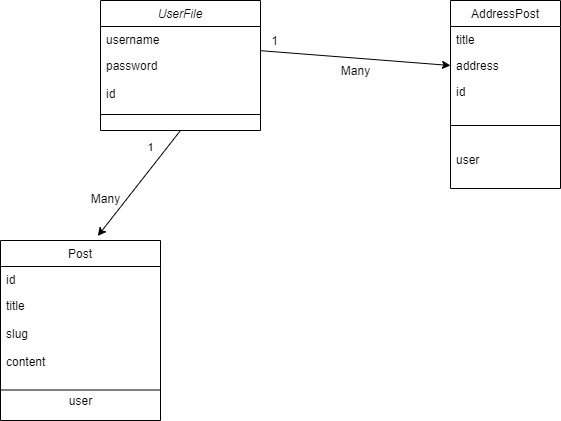 UserFile
username
password
id
1
Many
AddressPost
title
address
id
user
1
Many
Post
id
title
slug
content
user